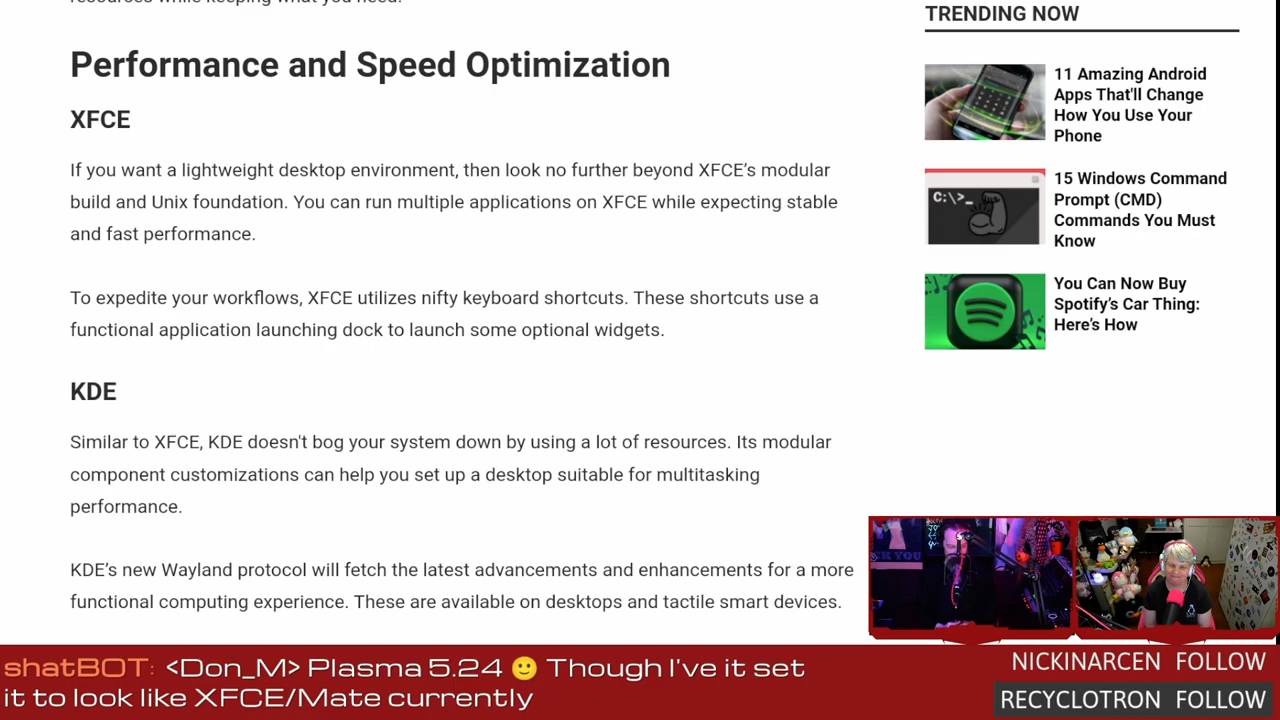 Performance and Speed Optimization
XFCE
If you want a lightweight desktop environment, then look no further beyond XFCE’s modular
build and Unix foundation. You can run multiple applications on XFCE while expecting stable
and fast performance.
To expedite your workflows, XFCE utilizes nifty keyboard shortcuts. These shortcuts use a
functional application launching dock to launch some optional widgets.
KDE
Similar to XFCE, KDE doesn't bog your system down by using a lot of resources. Its modular
component customizations can help you set up a desktop suitable for multitasking
performance.
KDE’s new Wayland protocol will fetch the latest advancements and enhancements for a more
functional computing experience. These are available on desktops and tactile smart devices.
TRENDING NOW
11 Amazing Android
Apps That'll Change
How You Use Your
Phone
C:\>_
15 Windows Command
Prompt (CMD)
Commands You Must
Know
You Can Now Buy
Spotify’s Car Thing:
Here’s How
shatBOT: <Don_M> Plasma 5.24 🙂 Though I've it set
it to look like XFCE/Mate currently
NICKINARCEN FOLLOW
RECYCLOTRON FOLLOW